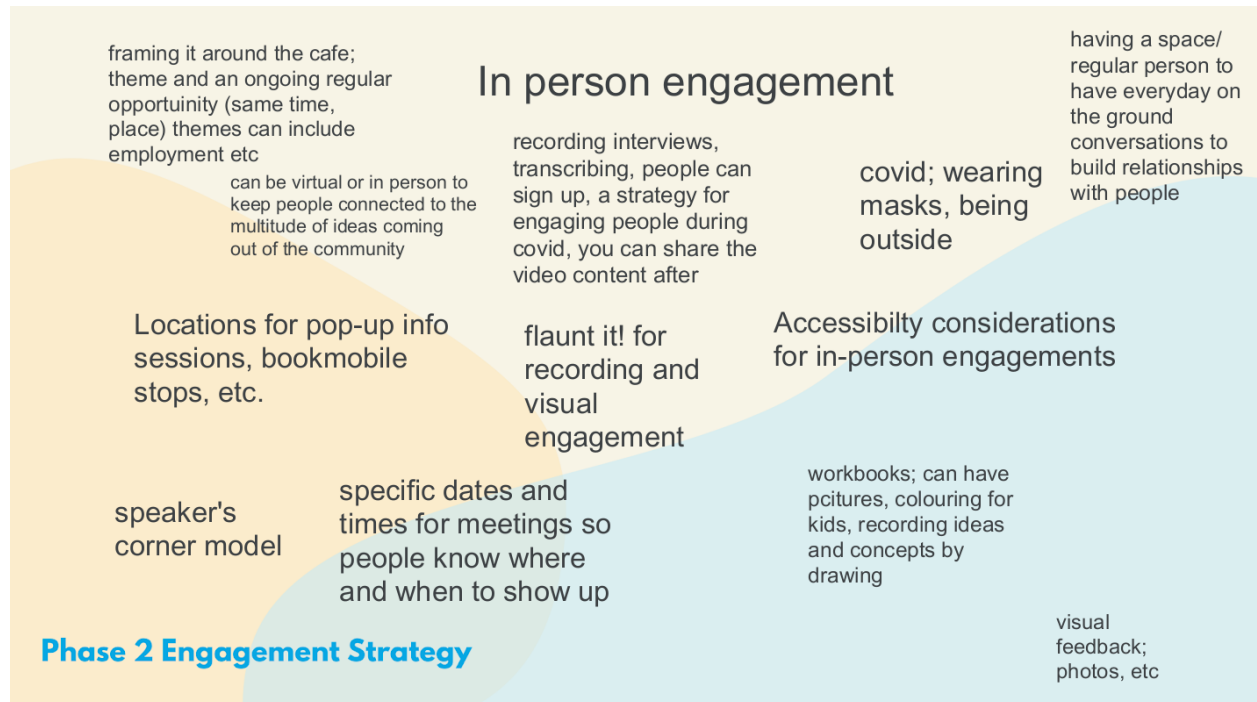 In person engagement
framing it around the cafe;
theme and an ongoing regular
opportuinity (same time,
place) themes can include
employment etc
can be virtual or in person to
keep people connected to the
multitude of ideas coming
out of the community
recording interviews,
transcribing, people can
sign up, a strategy for
engaging people during
covid, you can share the
video content after
covid; wearing
masks, being
outside
having a space/
regular person to
have everyday on
the ground
conversations to
build relationships
with people
Locations for pop-up info
sessions, bookmobile
stops, etc.
flaunt it! for
recording and
visual
engagement
Accessibilty considerations
for in-person engagements
speaker's
corner model
specific dates and
times for meetings so
people know where
and when to show up
workbooks; can have
pcitures, colouring for
kids, recording ideas
and concepts by
drawing
visual
feedback;
photos, etc
Phase 2 Engagement Strategy